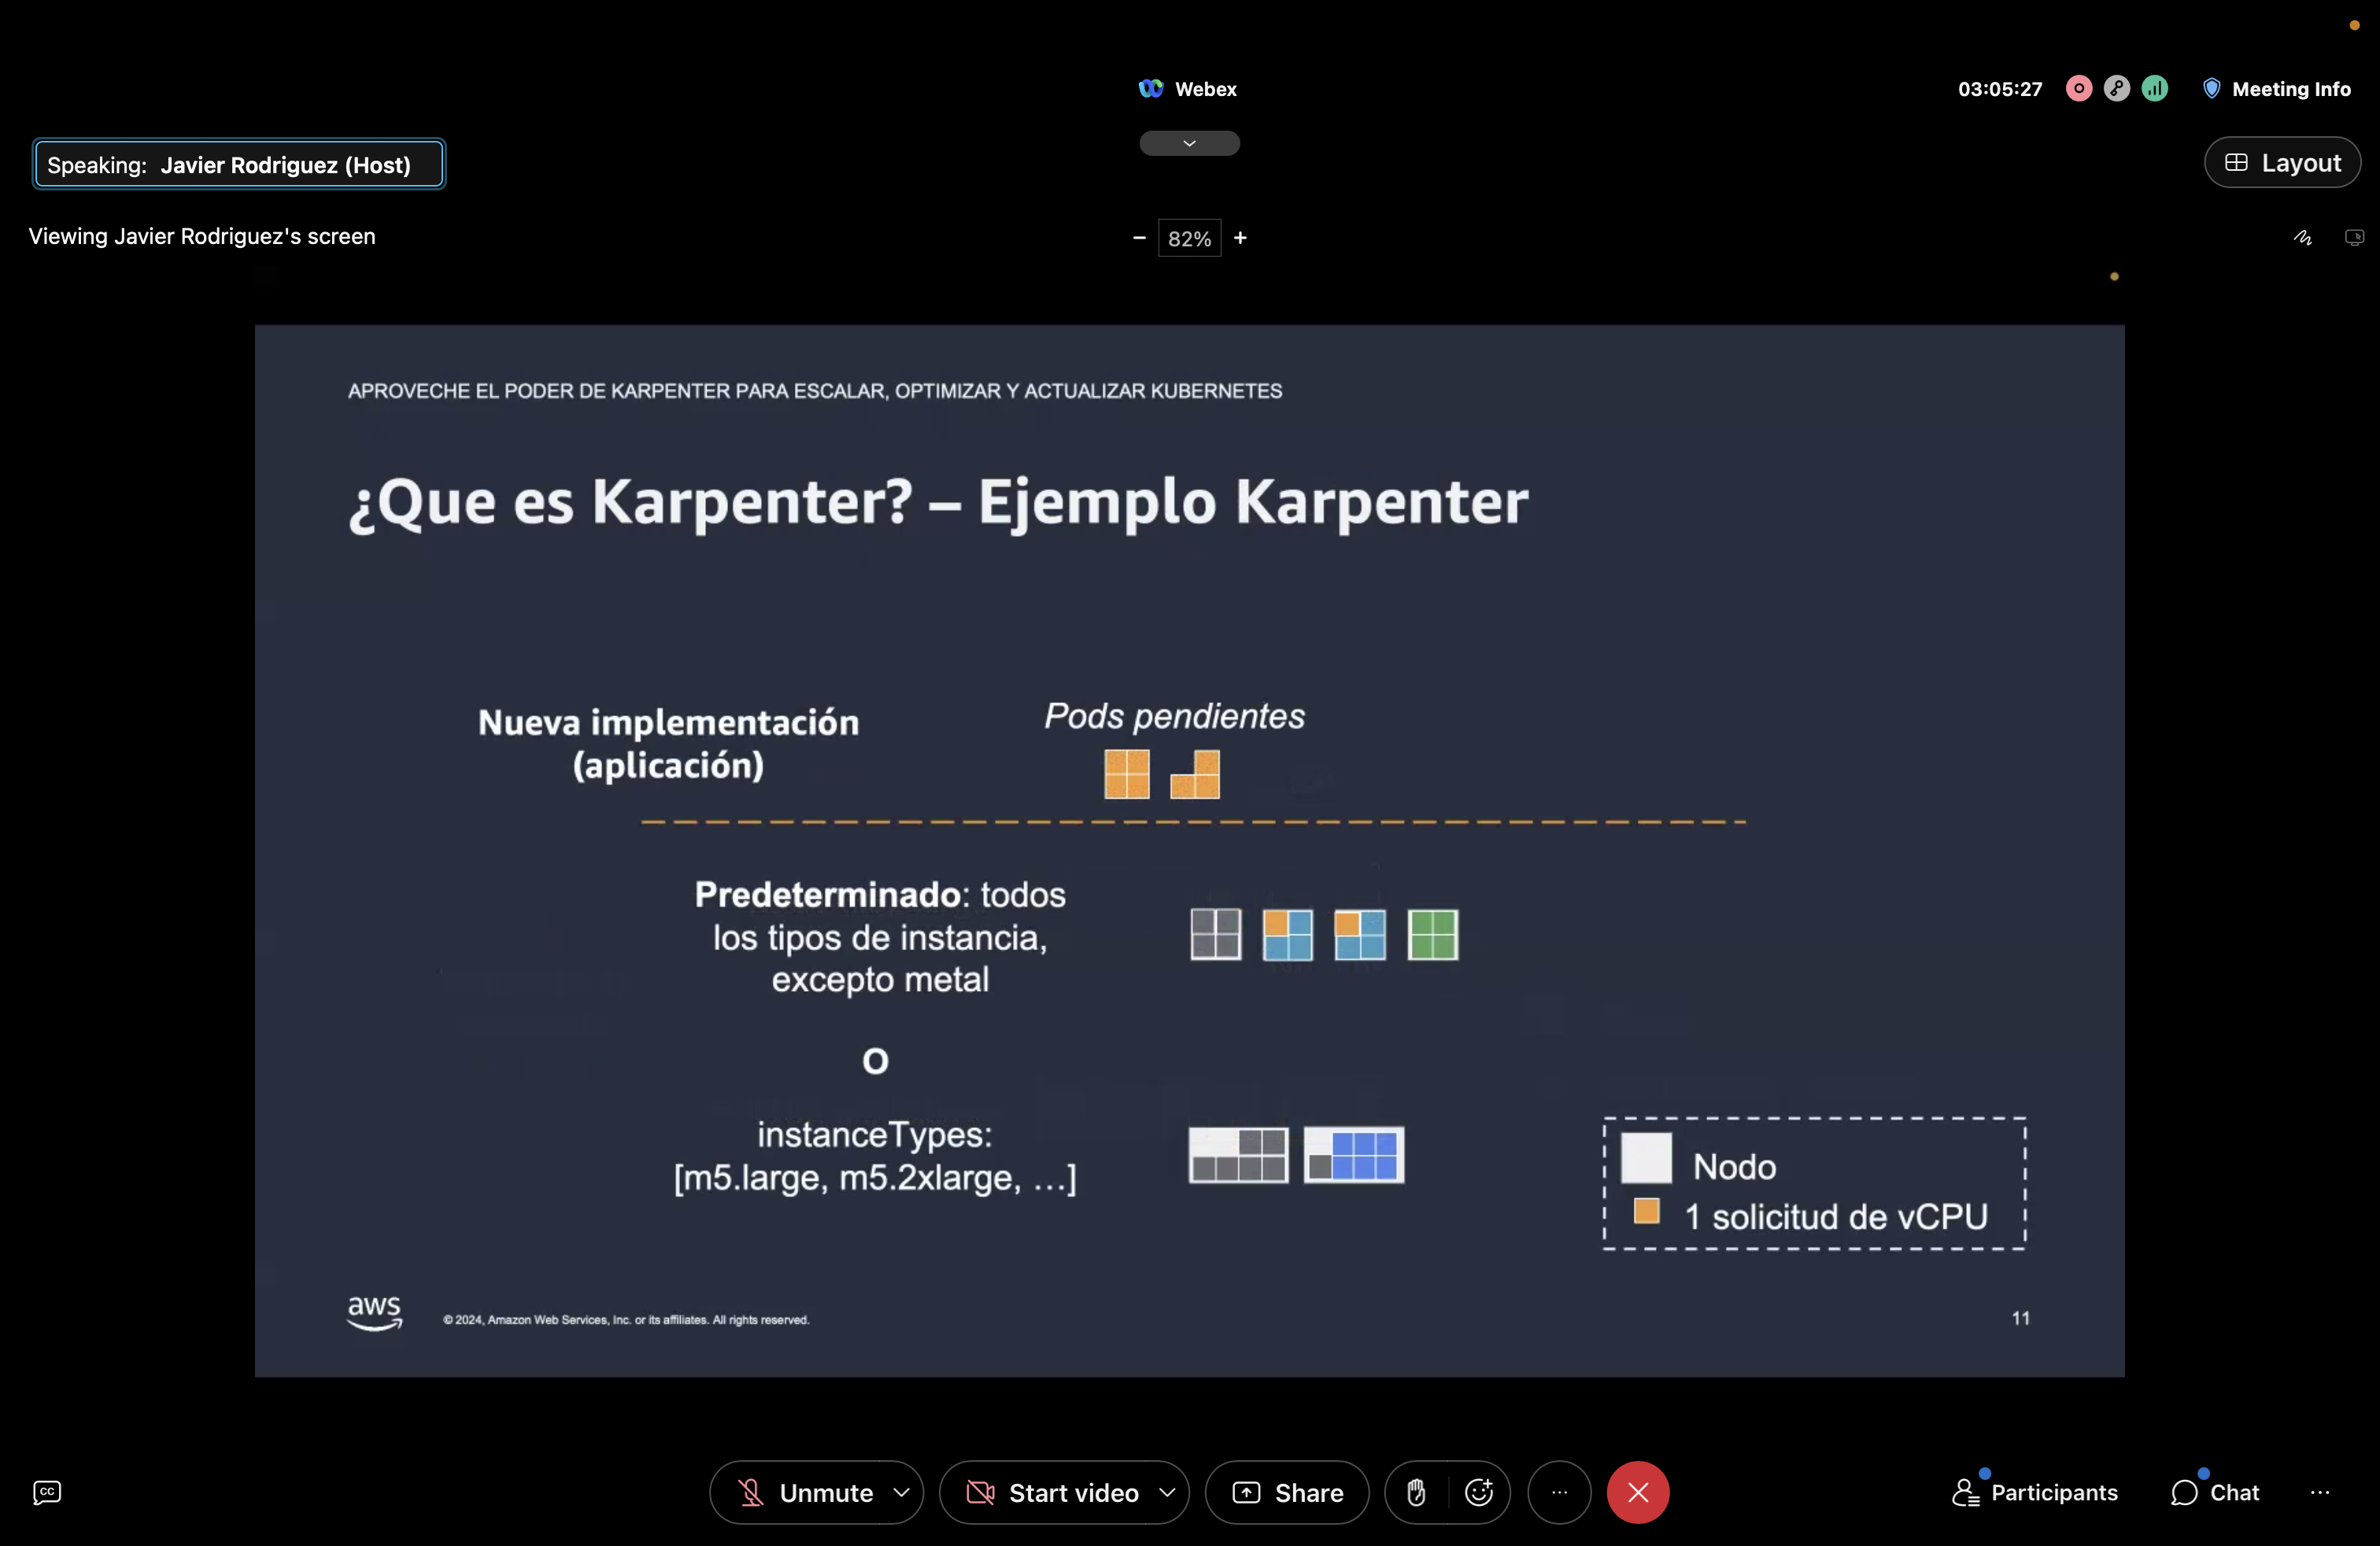 Webex
03:05:27
Meeting Info
Speaking: Javier Rodriguez (Host)
Layout
Viewing Javier Rodriguez's screen
82%
APROVECHE EL PODER DE KARPENTER PARA ESCALAR, OPTIMIZAR Y ACTUALIZAR KUBERNETES
¿Que es Karpenter? – Ejemplo Karpenter
Nueva implementación
(aplicación)
Pods pendientes
Predeterminado: todos
los tipos de instancia,
excepto metal
O
instanceTypes:
[m5.large, m5.2xlarge, ...]
Nodo
1 solicitud de vCPU
aws
© 2024, Amazon Web Services, Inc. or its affiliates. All rights reserved.
11
CC
Unmute
Start video
Share
Participants
Chat